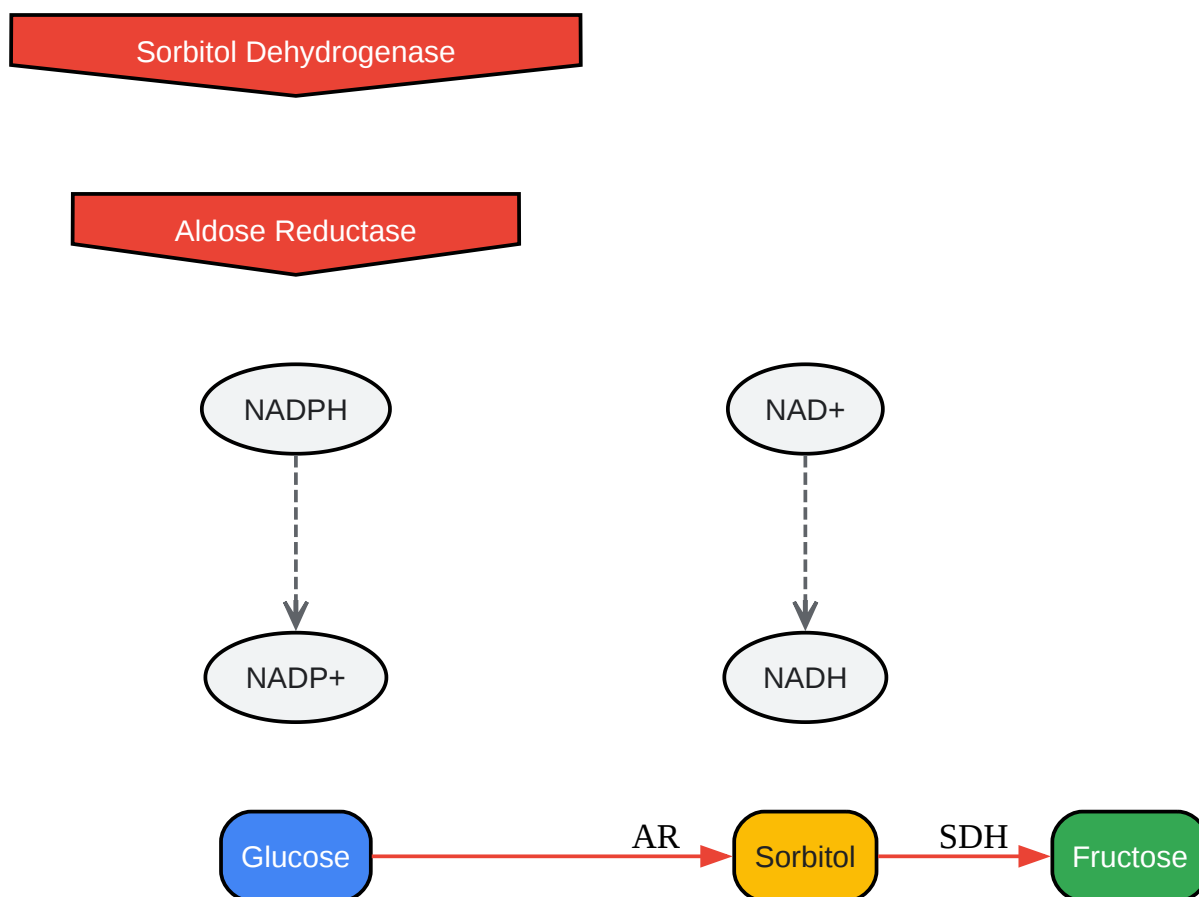 Sorbitol Dehydrogenase
Aldose Reductase
NADPH
NAD+
NADP+
NADH
AR
SDH
Glucose
Sorbitol
Fructose